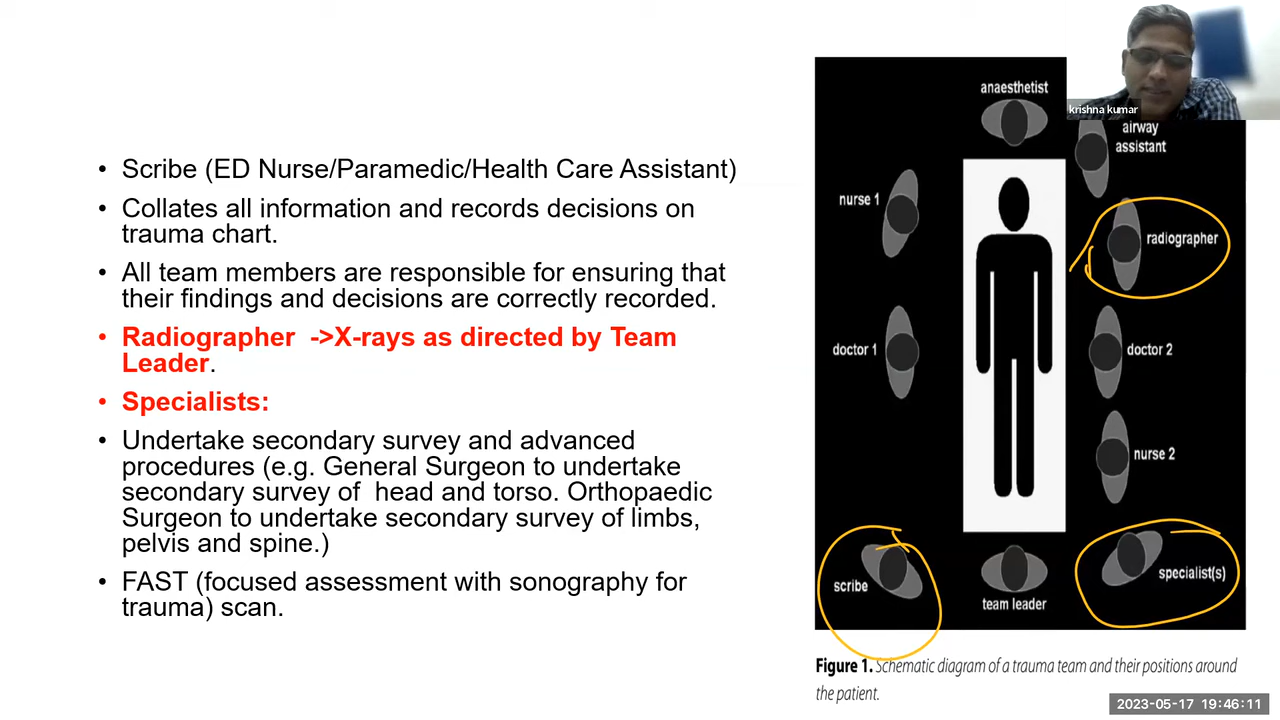 • Scribe (ED Nurse/Paramedic/Health Care Assistant)
• Collates all information and records decisions on
trauma chart.
• All team members are responsible for ensuring that
their findings and decisions are correctly recorded.
• Radiographer ->X-rays as directed by Team
Leader.
• Specialists:
• Undertake secondary survey and advanced
procedures (e.g. General Surgeon to undertake
secondary survey of head and torso. Orthopaedic
Surgeon to undertake secondary survey of limbs,
pelvis and spine.)
• FAST (focused assessment with sonography for
trauma) scan.
krishna kumar
anaesthetist
airway
assistant
nurse 1
radiographer
doctor 1
doctor 2
nurse 2
scribe
specialist(s)
team leader
Figure 1. Schematic diagram of a trauma team and their positions around
the patient.
2023-05-17 19:46:11